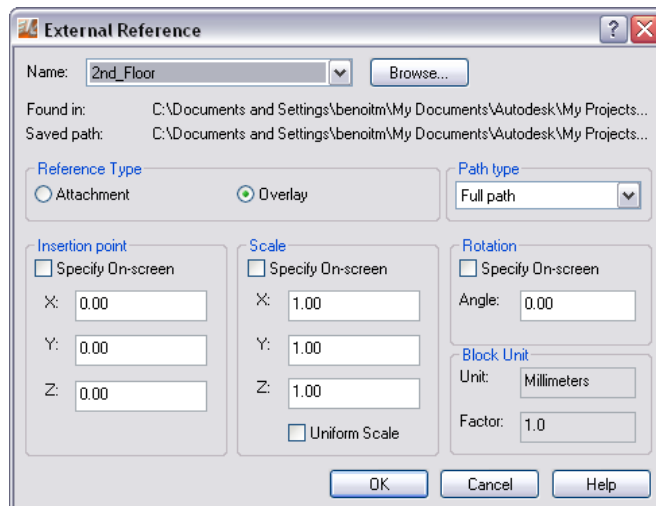 External Reference
Name: 2nd_Floor Browse...
Found in: C:\Documents and Settings\benoitm\My Documents\Autodesk\My Projects...
Saved path: C:\Documents and Settings\benoitm\My Documents\Autodesk\My Projects...
Reference Type
Attachment Overlay
Path type
Full path
Insertion point
Specify On-screen
X: 0.00
Y: 0.00
Z: 0.00
Scale
Specify On-screen
X: 1.00
Y: 1.00
Z: 1.00
Uniform Scale
Rotation
Specify On-screen
Angle: 0.00
Block Unit
Unit: Millimeters
Factor: 1.0
OK Cancel Help